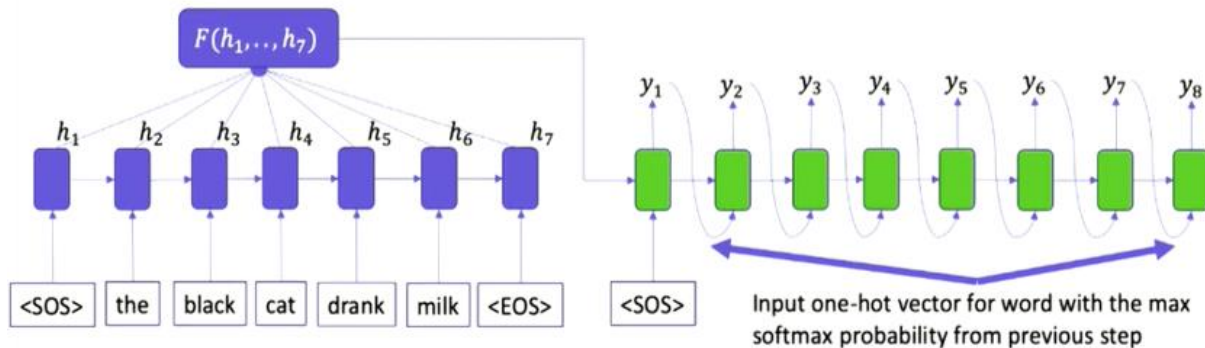 F(h₁,..,h₇)
h₁ h₂ h₃ h₄ h₅ h₆ h₇
<SOS> the black cat drank milk <EOS>
y₁ y₂ y₃ y₄ y₅ y₆ y₇ y₈
<SOS>
Input one-hot vector for word with the max
softmax probability from previous step